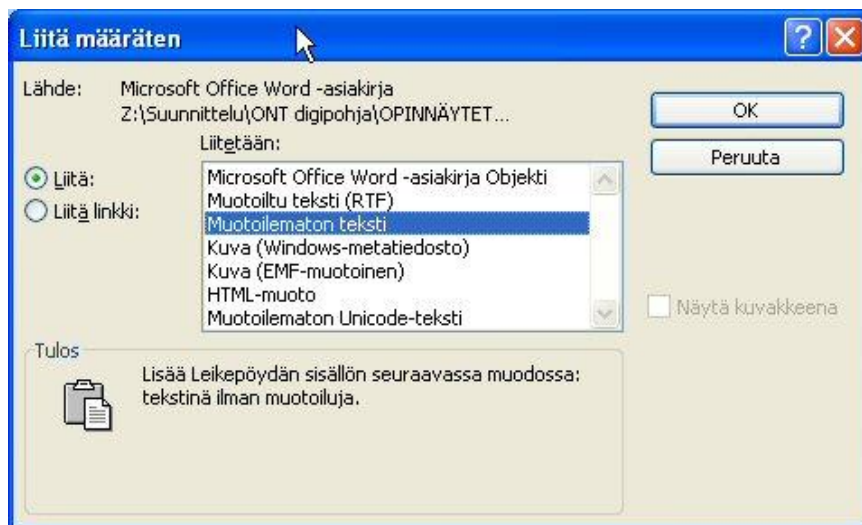 Liitä määräten
Lähde: Microsoft Office Word -asiakirja
Z:\Suunnittelu\ONT digipohja\OPINNÄYTET...
OK
Peruuta
Liitetään:
Liitä:
Liitä linkki:
Microsoft Office Word -asiakirja Objekti
Muotoiltu teksti (RTF)
Muotoilematon teksti
Kuva (Windows-metatiedosto)
Kuva (EMF-muotoinen)
HTML-muoto
Muotoilematon Unicode-teksti
Näytä kuvakkeena
Tulos
Lisää Leikepöydän sisällön seuraavassa muodossa:
tekstinä ilman muotoiluja.